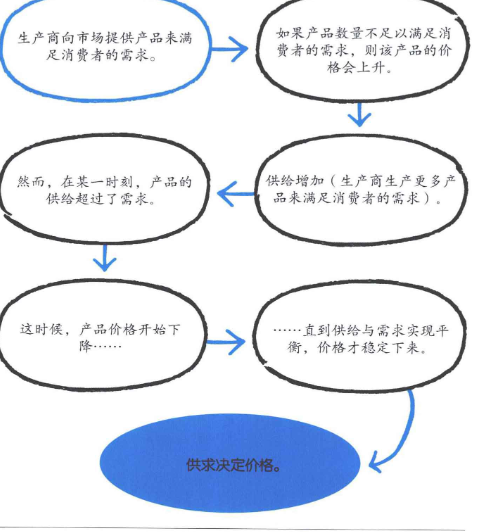 生产商向市场提供产品来满
足消费者的需求。
如果产品数量不足以满足消
费者的需求，则该产品的价
格会上升。
供给增加（生产商生产更多产
品来满足消费者的需求）。
然而，在某一时刻，产品的
供给超过了需求。
这时候，产品价格开始下
降……
……直到供给与需求实现平
衡，价格才稳定下来。
供求决定价格。